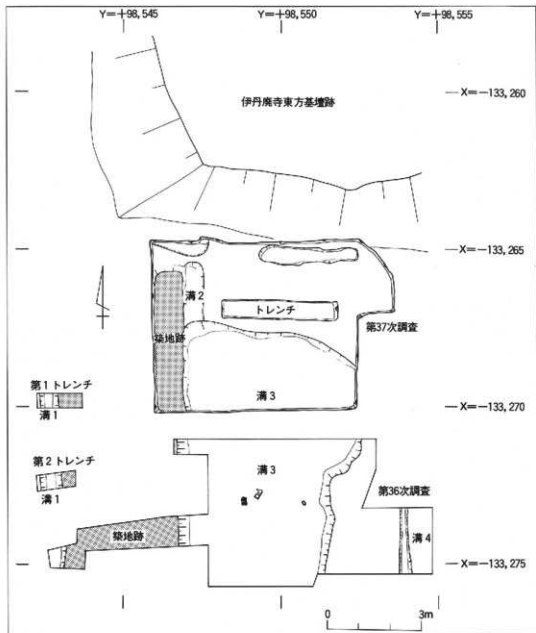 Y=+98,545
Y=+98,550
Y=+98,555
X=-133,260
伊丹廃寺東方基壇跡
X=-133,265
溝2
トレンチ
築地跡
第37次調査
第1トレンチ
溝1
溝3
X=-133,270
第2トレンチ
溝1
溝3
第36次調査
築地跡
溝4
X=-133,275
0
3m